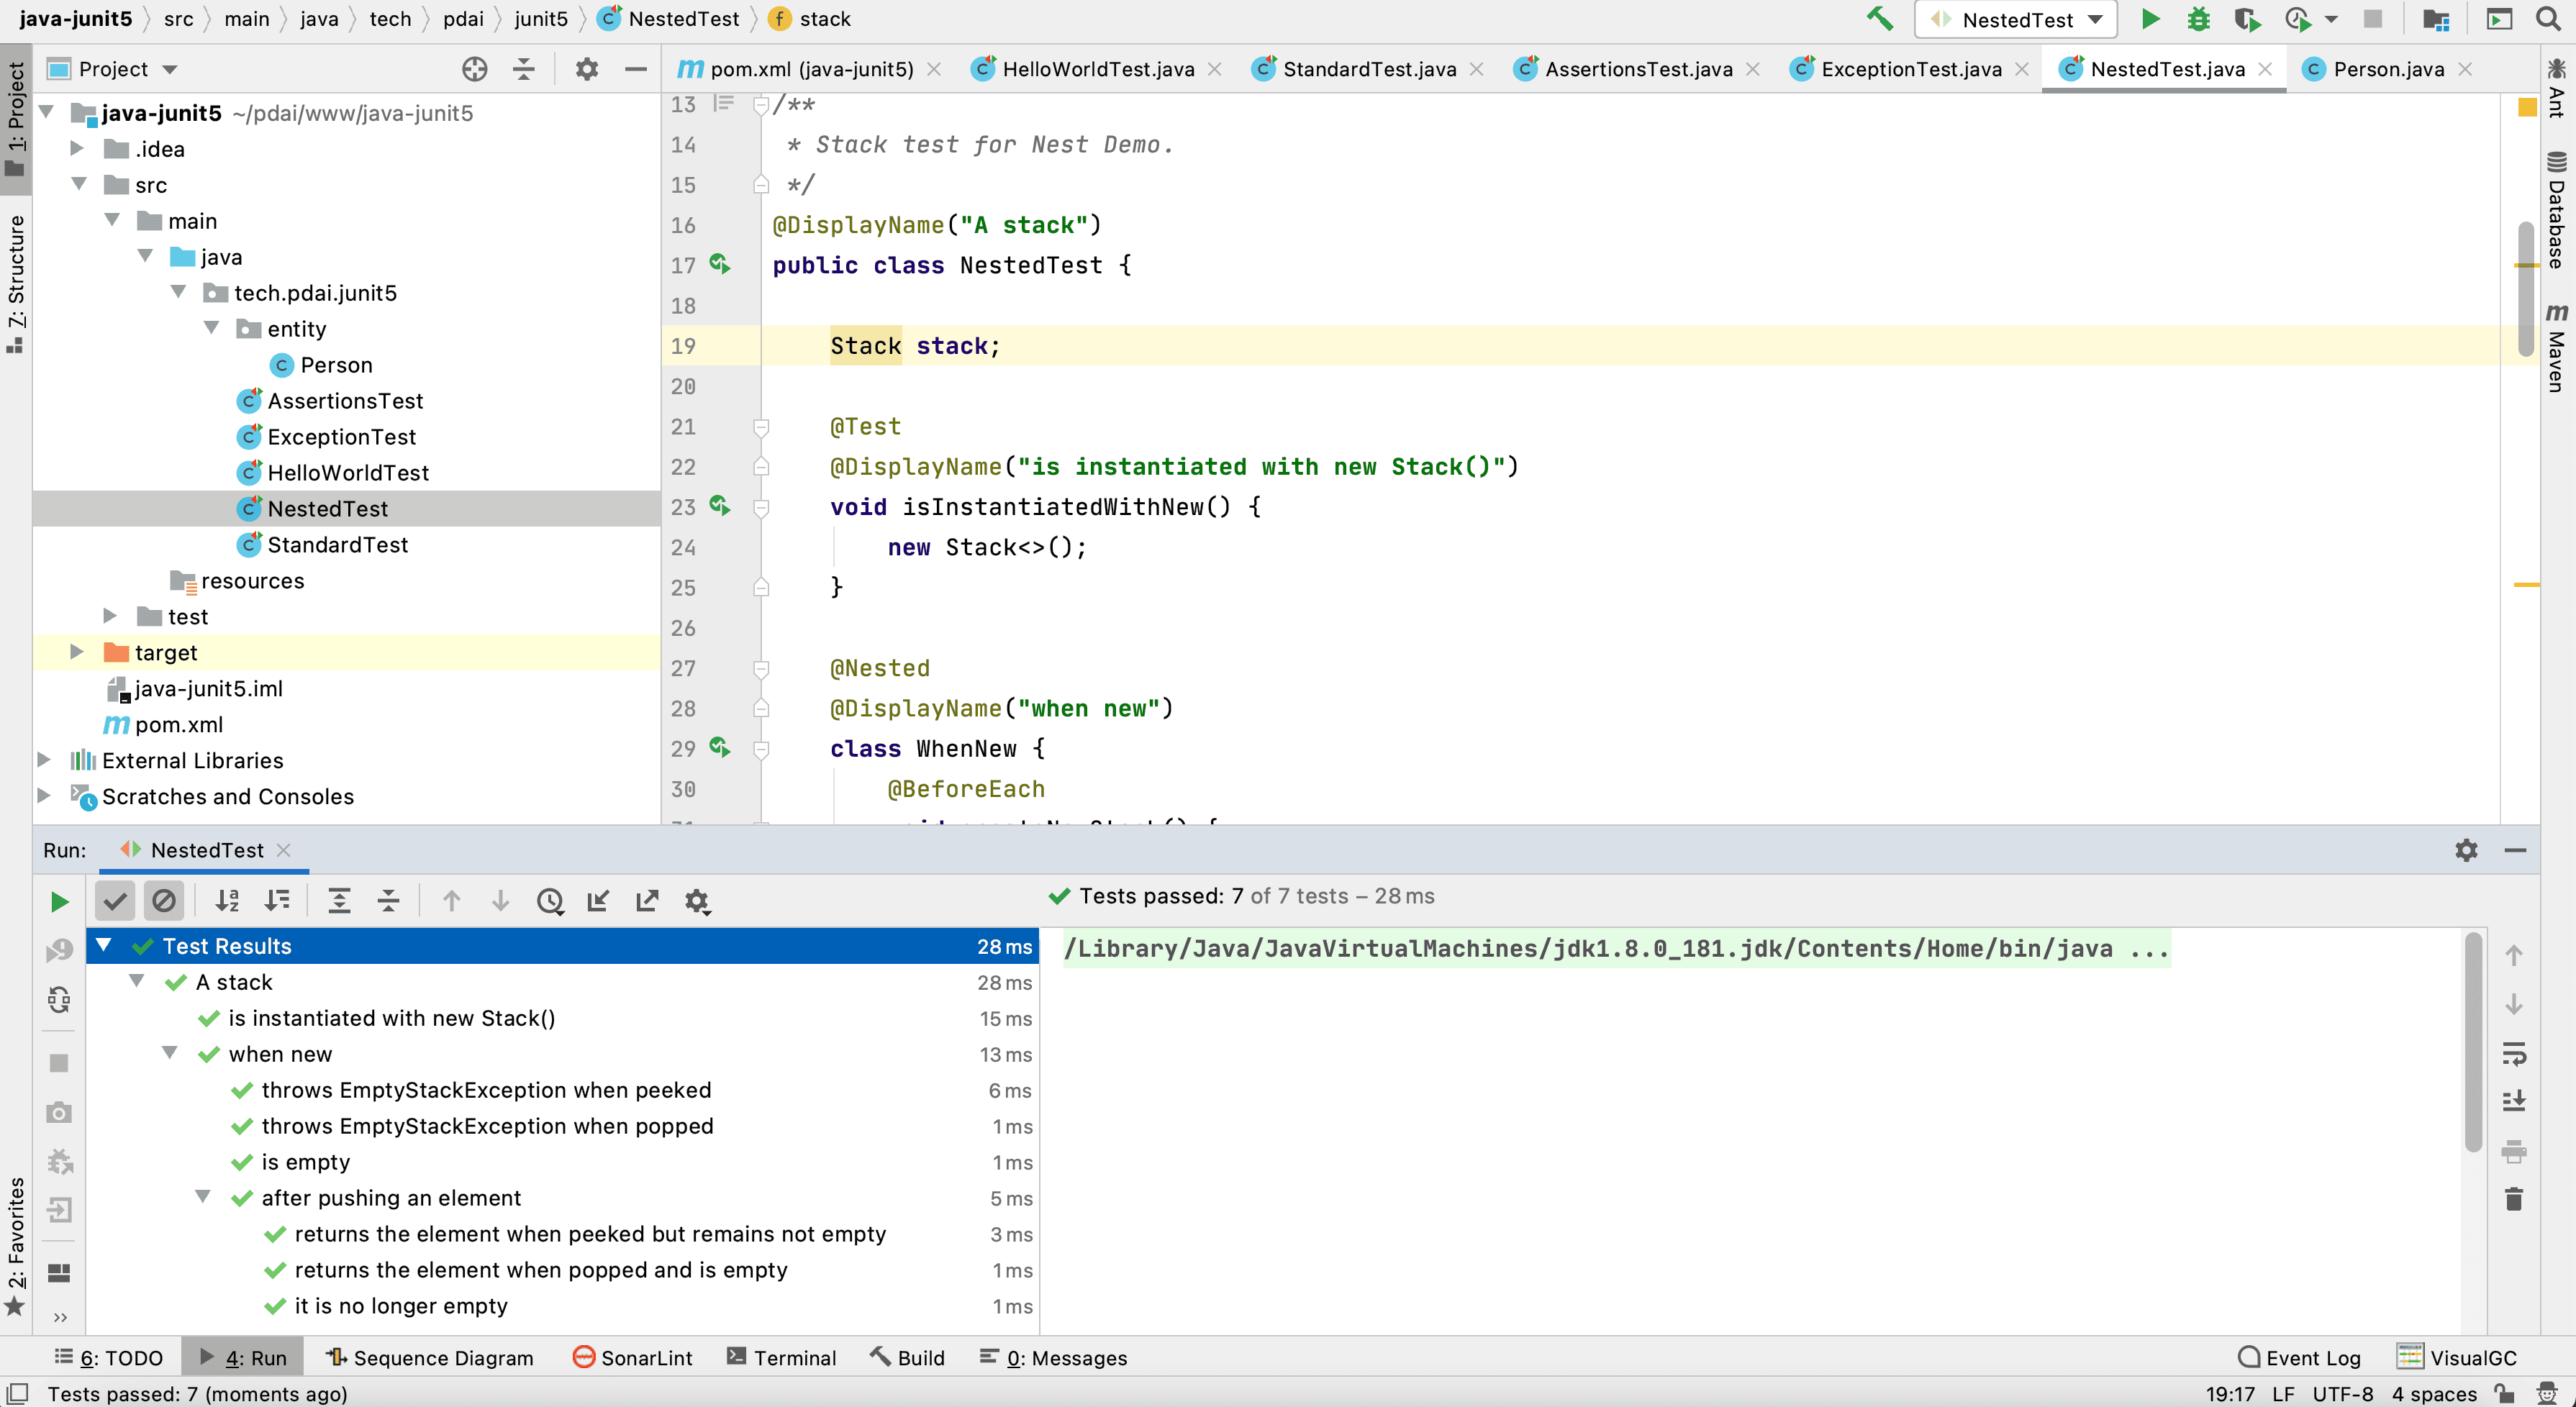 java-junit5 src main java tech pdai junit5 NestedTest stack
NestedTest
1: Project
7: Structure
2: Favorites
Project
java-junit5 ~/pdai/www/java-junit5
.idea
src
main
java
tech.pdai.junit5
entity
Person
AssertionsTest
ExceptionTest
HelloWorldTest
NestedTest
StandardTest
resources
test
target
java-junit5.iml
pom.xml
External Libraries
Scratches and Consoles
pom.xml (java-junit5) HelloWorldTest.java StandardTest.java AssertionsTest.java ExceptionTest.java NestedTest.java Person.java
13 /**
14 * Stack test for Nest Demo.
15 */
16 @DisplayName("A stack")
17 public class NestedTest {
18
19 Stack stack;
20
21 @Test
22 @DisplayName("is instantiated with new Stack()")
23 void isInstantiatedWithNew() {
24 new Stack<>();
25 }
26
27 @Nested
28 @DisplayName("when new")
29 class WhenNew {
30 @BeforeEach
Ant
Database
Maven
Run: NestedTest
Tests passed: 7 of 7 tests – 28 ms
Test Results 28 ms
A stack 28 ms
is instantiated with new Stack() 15 ms
when new 13 ms
throws EmptyStackException when peeked 6 ms
throws EmptyStackException when popped 1 ms
is empty 1 ms
after pushing an element 5 ms
returns the element when peeked but remains not empty 3 ms
returns the element when popped and is empty 1 ms
it is no longer empty 1 ms
/Library/Java/JavaVirtualMachines/jdk1.8.0_181.jdk/Contents/Home/bin/java ...
6: TODO 4: Run Sequence Diagram SonarLint Terminal Build 0: Messages Event Log VisualGC
Tests passed: 7 (moments ago) 19:17 LF UTF-8 4 spaces